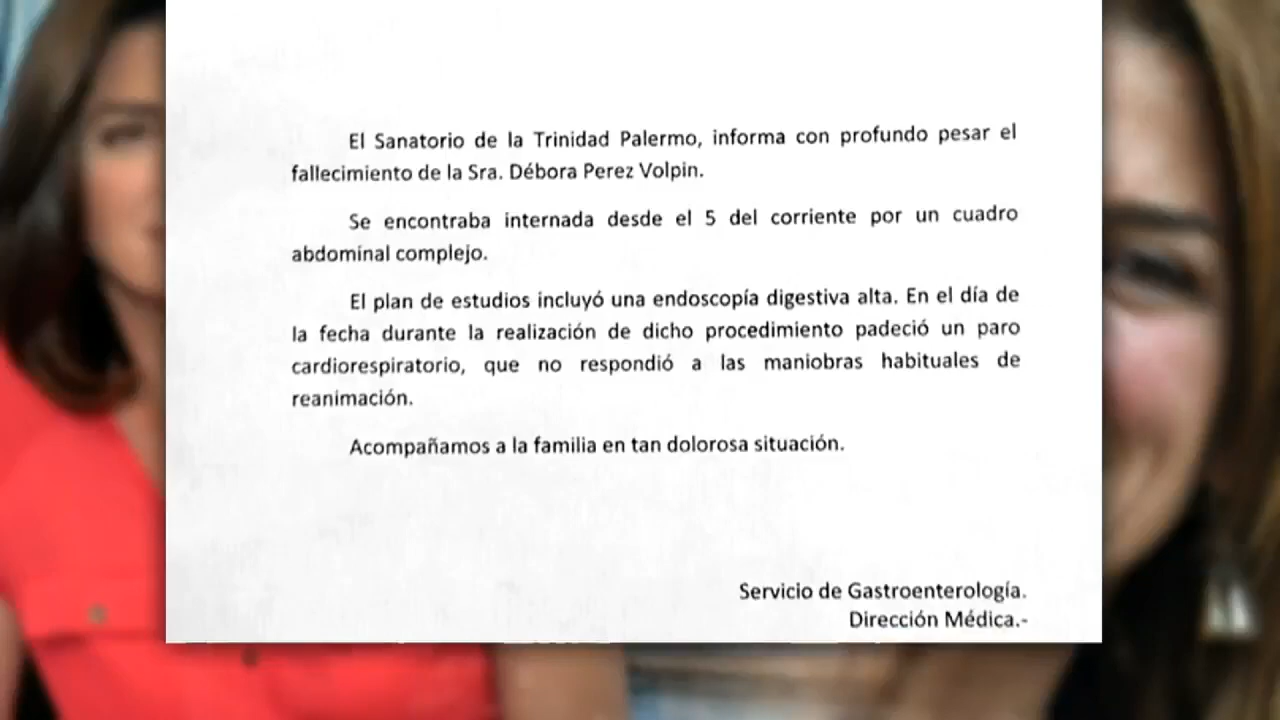 El Sanatorio de la Trinidad Palermo, informa con profundo pesar el
fallecimiento de la Sra. Débora Perez Volpin.
Se encontraba internada desde el 5 del corriente por un cuadro
abdominal complejo.
El plan de estudios incluyó una endoscopía digestiva alta. En el día de
la fecha durante la realización de dicho procedimiento padeció un paro
cardiorespiratorio, que no respondió a las maniobras habituales de
reanimación.
Acompañamos a la familia en tan dolorosa situación.
Servicio de Gastroenterología.
Dirección Médica.-